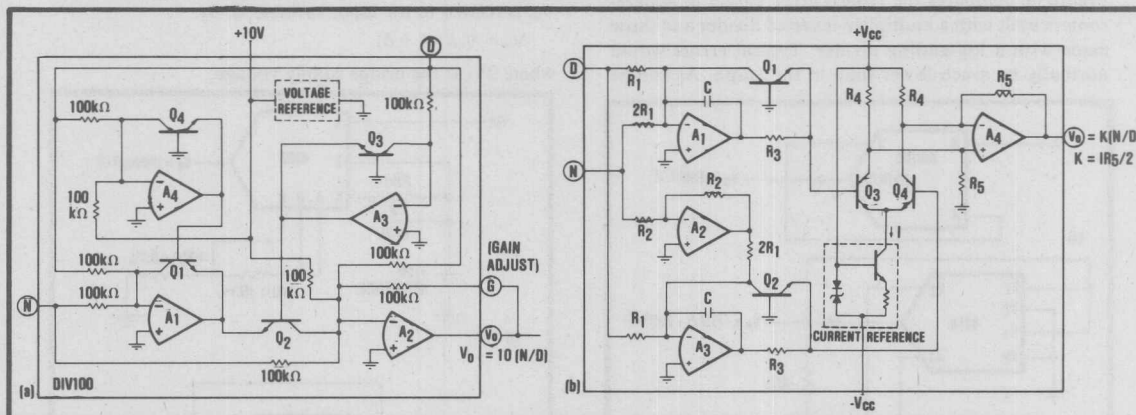 +10V
D
VOLTAGE
REFERENCE
100kΩ
100kΩ
Q4
Q3
A4
A3
100
kΩ
100kΩ
Q1
100kΩ
100
kΩ
100kΩ
(GAIN
ADJUST)
G
N
100kΩ
A1
Q2
A2
V0
V0
= 10 (N/D)
100kΩ
(a)
DIV100
+VCC
D
R1
Q1
C
2R1
A1
R3
R4
R4
R5
A4
V0 = K(N/D)
K = IR5/2
N
R2
R2
A2
2R1
Q3
Q4
R5
I
Q2
C
R1
A3
R3
CURRENT REFERENCE
(b)
-VCC